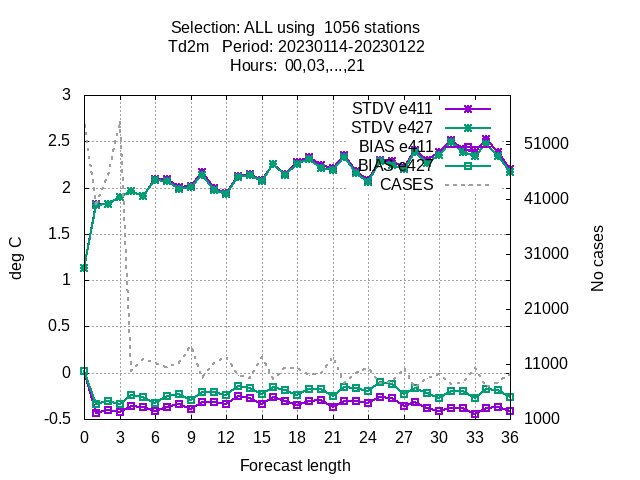 Selection: ALL using  1056 stations
Td2m   Period: 20230114-20230122
Hours:  00,03,...,21
STDV e411
STDV e427
BIAS e411
BIAS e427
CASES
3
2.5
2
1.5
1
0.5
0
-0.5
deg C
51000
41000
31000
21000
11000
1000
No cases
0 3 6 9 12 15 18 21 24 27 30 33 36
Forecast length